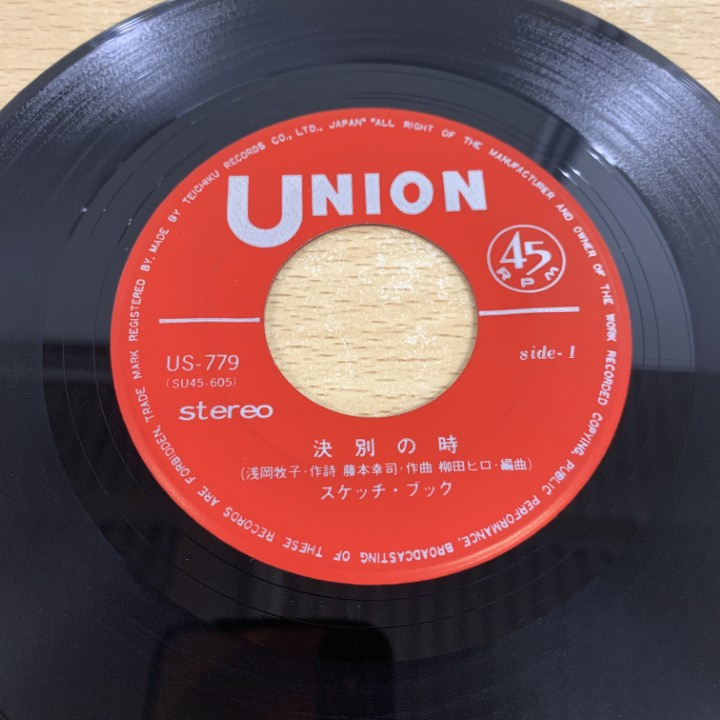 TRADE MARK REGISTERED BY. MADE BY TEICHIKU RECORDS CO., LTD., JAPAN* *ALL RIGHT OF THE MANUFACTURER AND OWNER OF THE WORK RECORDED COPYING, PUBLIC PERFORMANCE, BROADCASTING OF THESE RECORDS ARE FORBIDDEN.
UNION
45
RPM
US-779
side-1
(SU45-605)
stereo
決別の時
(浅岡牧子・作詩 藤本幸司・作曲 柳田ヒロ・編曲)
スケッチ・ブック